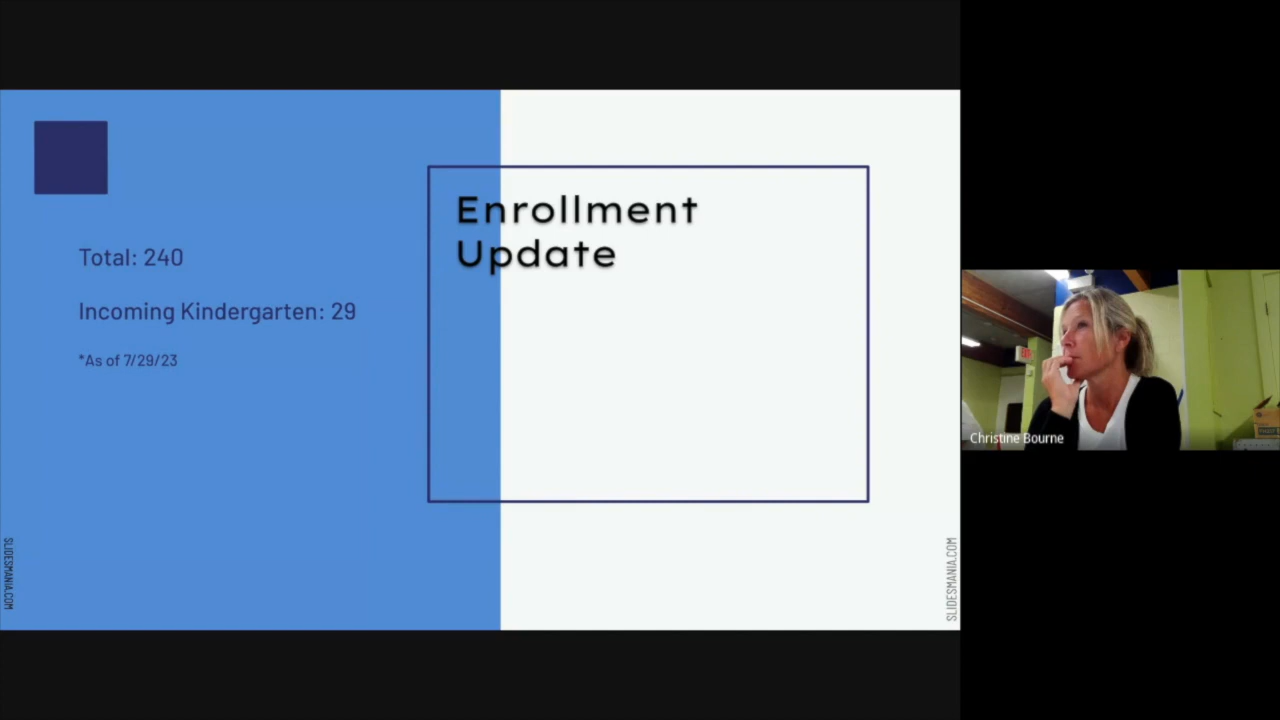 Total: 240
Incoming Kindergarten: 29
*As of 7/29/23
Enrollment
Update
SLIDESMANIA.COM
SLIDESMANIA.COM
Christine Bourne